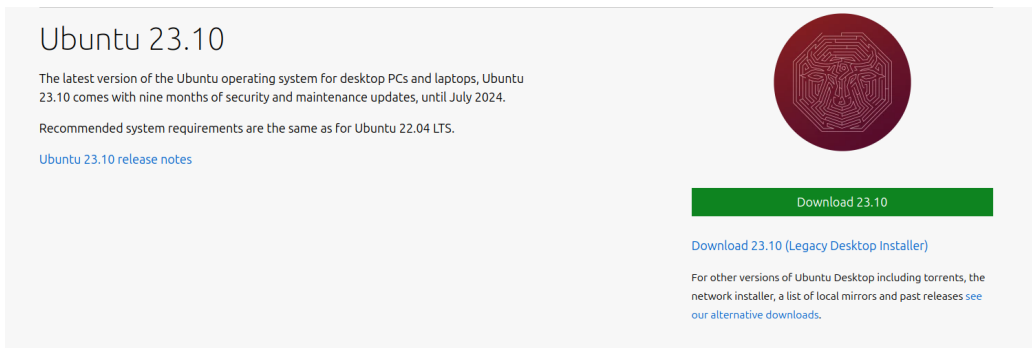 Ubuntu 23.10
The latest version of the Ubuntu operating system for desktop PCs and laptops, Ubuntu
23.10 comes with nine months of security and maintenance updates, until July 2024.
Recommended system requirements are the same as for Ubuntu 22.04 LTS.
Ubuntu 23.10 release notes
Download 23.10
Download 23.10 (Legacy Desktop Installer)
For other versions of Ubuntu Desktop including torrents, the
network installer, a list of local mirrors and past releases see
our alternative downloads.